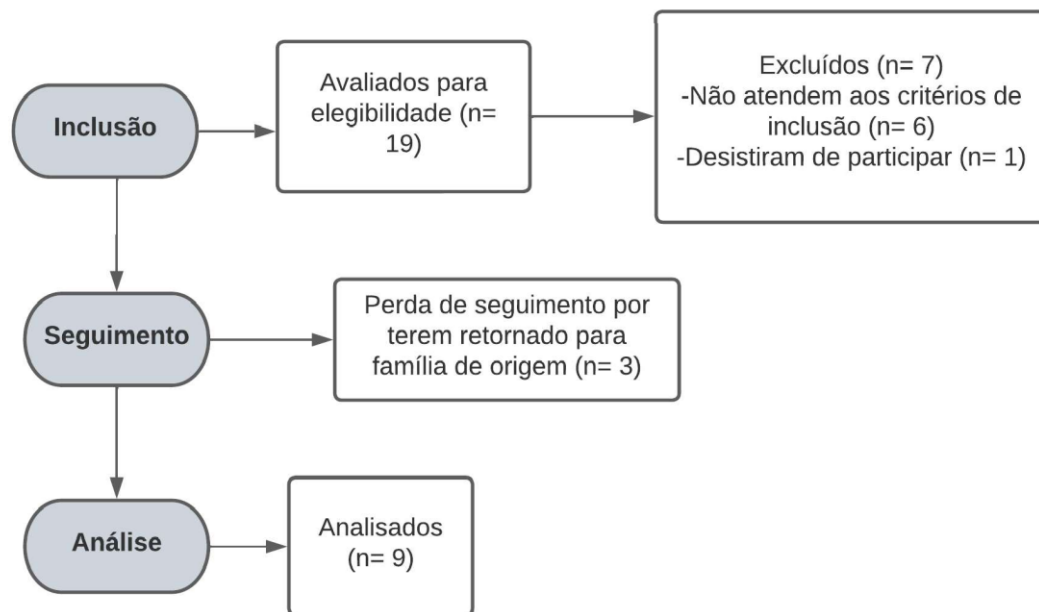 Inclusão
Avaliados para
elegibilidade (n=
19)
Excluídos (n= 7)
-Não atendem aos critérios de
inclusão (n= 6)
-Desistiram de participar (n= 1)
Seguimento
Perda de seguimento por
terem retornado para
família de origem (n= 3)
Análise
Analisados
(n= 9)